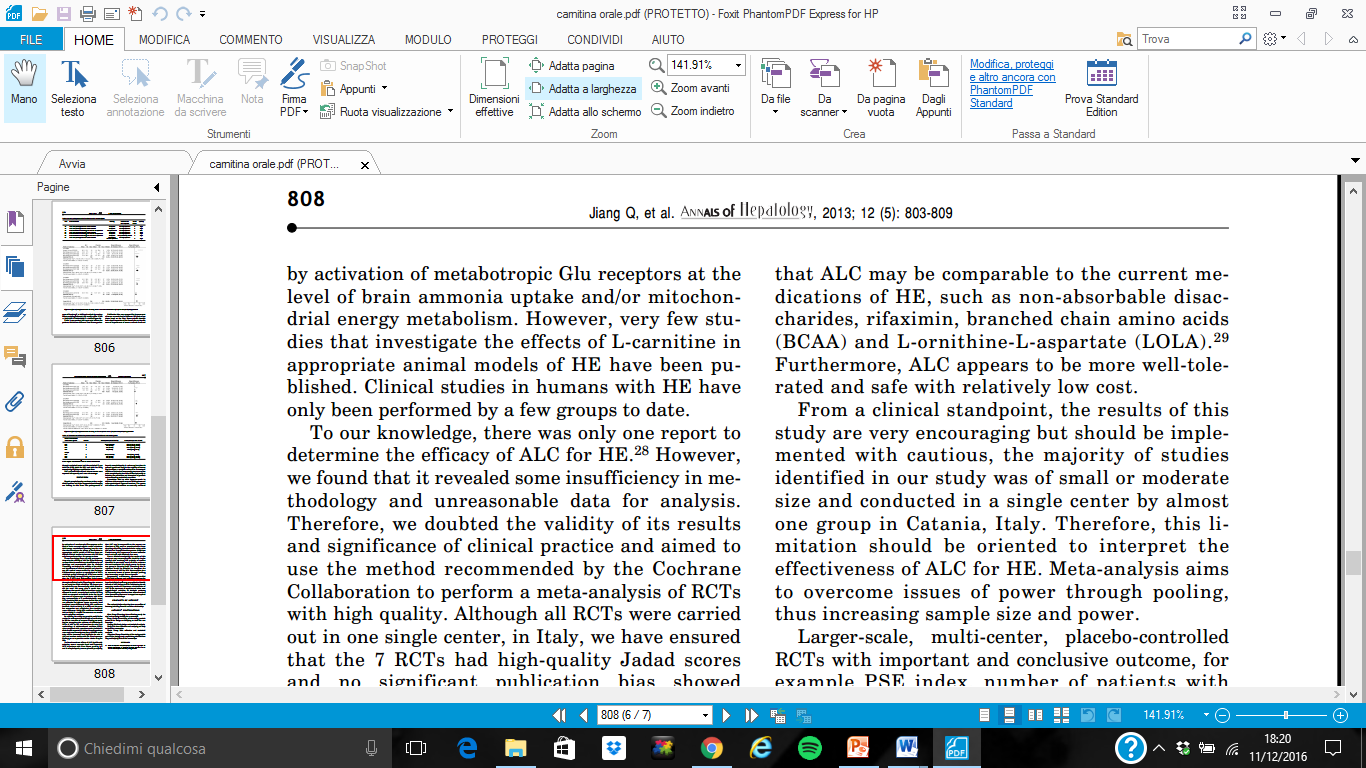 carnitina orale.pdf (PROTETTO) - Foxit PhantomPDF Express for HP
FILE
HOME
MODIFICA
COMMENTO
VISUALIZZA
MODULO
PROTEGGI
CONDIVIDI
AIUTO
Trova
Mano
Seleziona
testo
Seleziona
annotazione
Macchina
da scrivere
Nota
Firma
PDF
SnapShot
Appunti
Ruota visualizzazione
Strumenti
Dimensioni
effettive
Adatta pagina
Adatta a larghezza
Adatta allo schermo
141.91%
Zoom avanti
Zoom indietro
Zoom
Da file
Da
scanner
Da pagina
vuota
Dagli
Appunti
Crea
Modifica, proteggi
e altro ancora con
PhantomPDF
Standard
Prova Standard
Edition
Passa a Standard
Avvia
carnitina orale.pdf (PROT...
Pagine
806
807
808
808
Jiang Q, et al. Annals of Hepatology, 2013; 12 (5): 803-809
by activation of metabotropic Glu receptors at the
level of brain ammonia uptake and/or mitochon-
drial energy metabolism. However, very few stu-
dies that investigate the effects of L-carnitine in
appropriate animal models of HE have been pu-
blished. Clinical studies in humans with HE have
only been performed by a few groups to date.
To our knowledge, there was only one report to
determine the efficacy of ALC for HE.28 However,
we found that it revealed some insufficiency in me-
thodology and unreasonable data for analysis.
Therefore, we doubted the validity of its results
and significance of clinical practice and aimed to
use the method recommended by the Cochrane
Collaboration to perform a meta-analysis of RCTs
with high quality. Although all RCTs were carried
out in one single center, in Italy, we have ensured
that the 7 RCTs had high-quality Jadad scores
and no significant publication bias showed
that ALC may be comparable to the current me-
dications of HE, such as non-absorbable disac-
charides, rifaximin, branched chain amino acids
(BCAA) and L-ornithine-L-aspartate (LOLA).29
Furthermore, ALC appears to be more well-tole-
rated and safe with relatively low cost.
From a clinical standpoint, the results of this
study are very encouraging but should be imple-
mented with cautious, the majority of studies
identified in our study was of small or moderate
size and conducted in a single center by almost
one group in Catania, Italy. Therefore, this li-
mitation should be oriented to interpret the
effectiveness of ALC for HE. Meta-analysis aims
to overcome issues of power through pooling,
thus increasing sample size and power.
Larger-scale, multi-center, placebo-controlled
RCTs with important and conclusive outcome, for
example PSE index, number of patients with
808 (6 / 7)
141.91%
Chiedimi qualcosa
18:20
11/12/2016